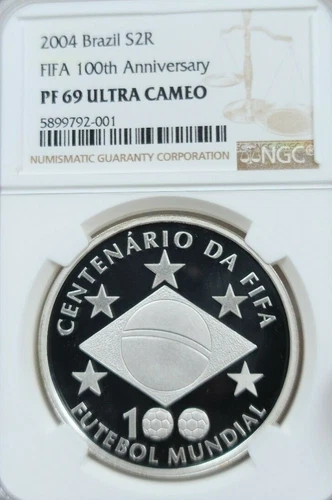 2004 Brazil S2R
FIFA 100th Anniversary
PF 69 ULTRA CAMEO
5899792-001
NUMISMATIC GUARANTY CORPORATION
NGC
CENTENÁRIO DA FIFA
100
FUTEBOL MUNDIAL